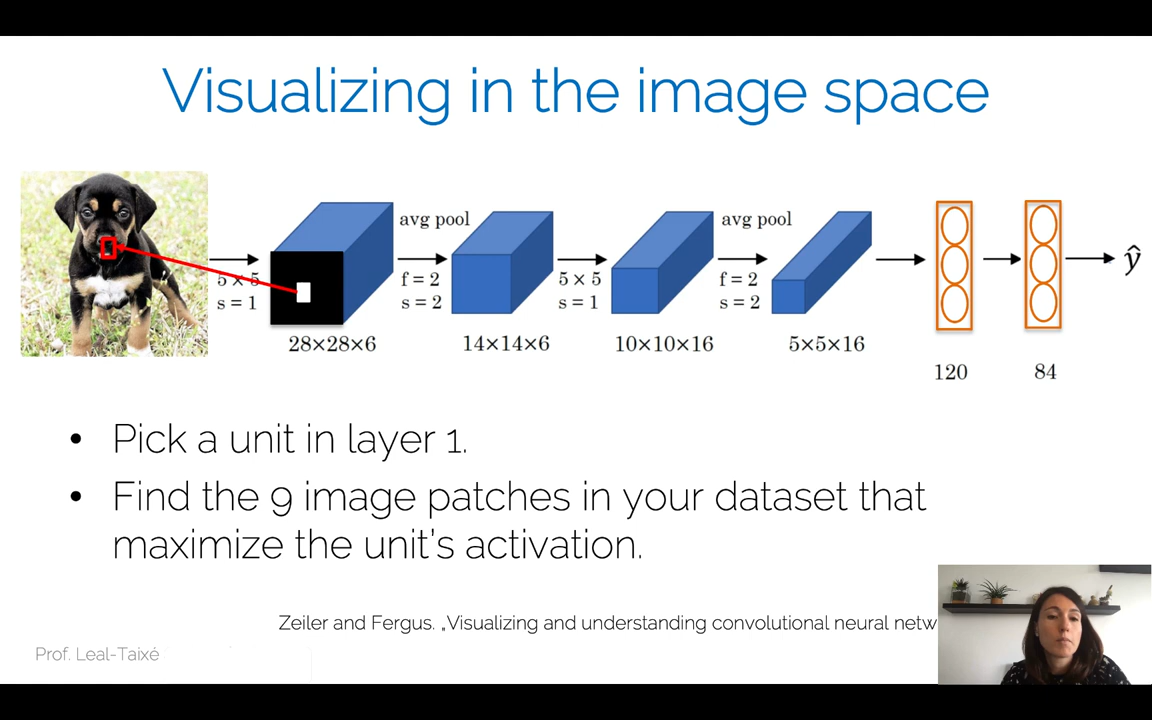 Visualizing in the image space
avg pool
avg pool
5 × 5
s = 1
f = 2
s = 2
5 × 5
s = 1
f = 2
s = 2
ŷ
28×28×6
14×14×6
10×10×16
5×5×16
120
84
• Pick a unit in layer 1.
• Find the 9 image patches in your dataset that
maximize the unit's activation.
Zeiler and Fergus. „Visualizing and understanding convolutional neural netw
Prof. Leal-Taixé